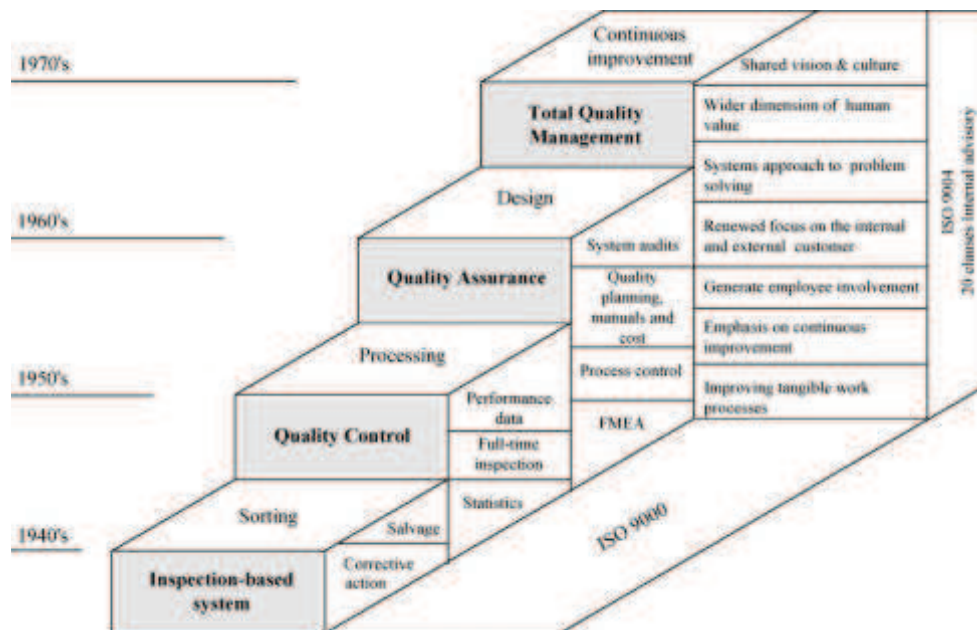 Continuous
improvement
1970's
Shared vision & culture
Total Quality
Management
Wider dimension of human
value
Systems approach to problem
solving
Design
1960's
System audits
Renewed focus on the internal
and external customer
Quality Assurance
Quality
planning,
manuals and
cost
Generate employee involvement
Processing
Emphasis on continuous
improvement
1950's
Performance
data
Process control
Improving tangible work
processes
Quality Control
Full-time
inspection
FMEA
Sorting
Salvage
Statistics
1940's
Inspection-based
system
Corrective
action
ISO 9000
ISO 9004
20 clauses internal advisory